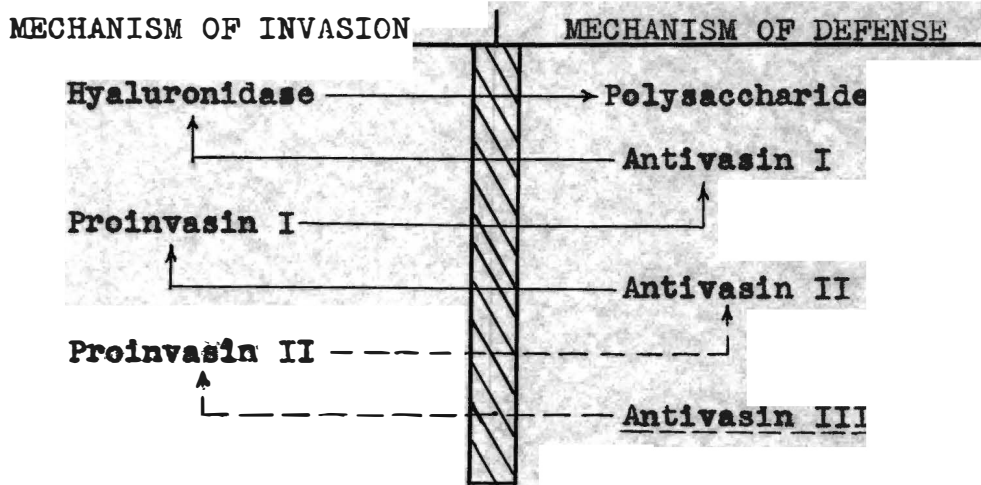 MECHANISM OF INVASION
MECHANISM OF DEFENSE
Hyaluronidase
Polysaccharide
Antivasin I
Proinvasin I
Antivasin II
Proinvasin II
Antivasin III